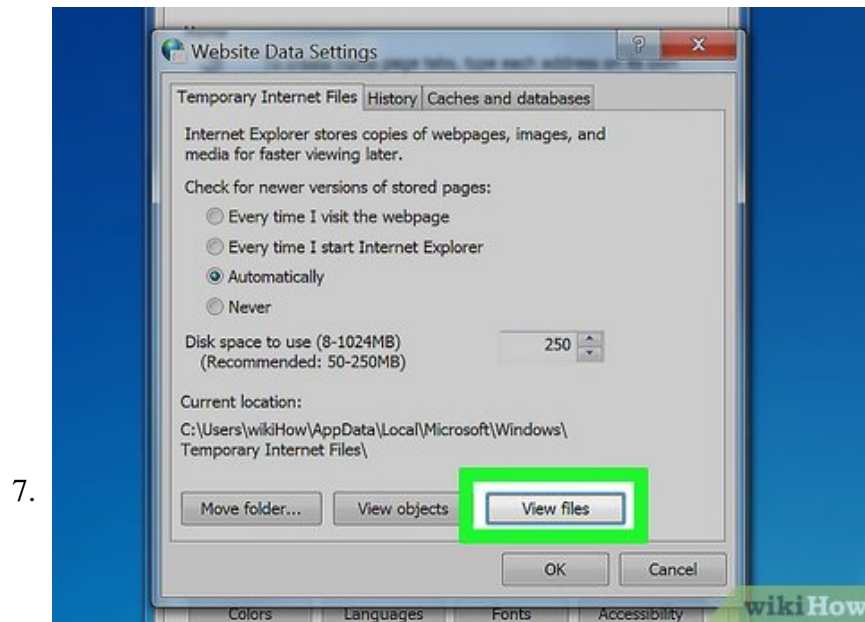 Website Data Settings
Temporary Internet Files History Caches and databases
Internet Explorer stores copies of webpages, images, and
media for faster viewing later.
Check for newer versions of stored pages:
Every time I visit the webpage
Every time I start Internet Explorer
Automatically
Never
Disk space to use (8-1024MB) 250
(Recommended: 50-250MB)
Current location:
C:\Users\wikiHow\AppData\Local\Microsoft\Windows\
Temporary Internet Files\
7.
Move folder... View objects View files
OK Cancel
Colors Languages Fonts Accessibility
wikiHow